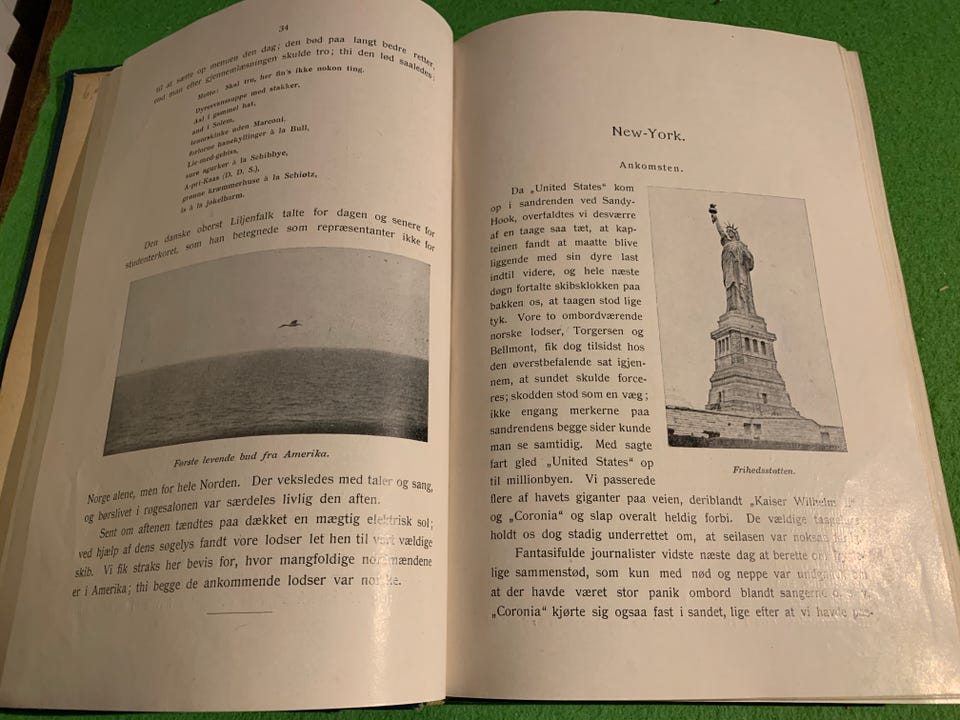 34
til at sætte op menuen den dag; den bød paa langt bedre retter,
end man efter gjennemlæsningen skulde tro; thi den lød saaledes:
Motto: Skal tru, her fin's ikke nokon ting.
Dyresvanssuppe med stakker,
Aal i gammel hat,
and i Solem,
lenorskinke uden Marconi,
forlorne hanekyllinger à la Bull,
Lie-med-gebiss,
sure agurker à la Schibbye,
A-pri-Kaas (D. D. S.),
grønne kræmmerhuse à la Schiøtz,
is à la jokelbarm.
Den danske oberst Liljenfalk talte for dagen og senere for
studenterkoret, som han betegnede som repræsentanter ikke for
Første levende bud fra Amerika.
Norge alene, men for hele Norden. Der veksledes med taler og sang,
og børslivet i røgesalonen var særdeles livlig den aften.
Sent om aftenen tændtes paa dækket en mægtig elektrisk sol;
ved hjælp af dens søgelys fandt vore lodser let hen til vort vældige
skib. Vi fik straks her bevis for, hvor mangfoldige nordmændene
er i Amerika; thi begge de ankommende lodser var norske.
New-York.
Ankomsten.
Da „United States" kom
op i sandrenden ved Sandy-
Hook, overfaldtes vi desværre
af en taage saa tæt, at kap-
teinen fandt at maatte blive
liggende med sin dyre last
indtil videre, og hele næste
døgn fortalte skibsklokken paa
bakken os, at taagen stod lige
tyk. Vore to ombordværende
norske lodser, Torgersen og
Bellmont, fik dog tilsidst hos
den øverstbefalende sat igjen-
nem, at sundet skulde force-
res; skodden stod som en væg;
ikke engang merkerne paa
sandrendens begge sider kunde
man se samtidig. Med sagte
fart gled „United States" op
til millionbyen. Vi passerede
Frihedsstøtten.
flere af havets giganter paa veien, deriblandt „Kaiser Wilhelm
og „Coronia" og slap overalt heldig forbi. De vældige
holdt os dog stadig underrettet om, at seilasen var
Fantasifulde journalister vidste næste dag at berette om
lige sammenstød, som kun med nød og neppe var
at der havde været stor panik ombord blandt sangerne
„Coronia" kjørte sig ogsaa fast i sandet, lige efter at vi havde pas-